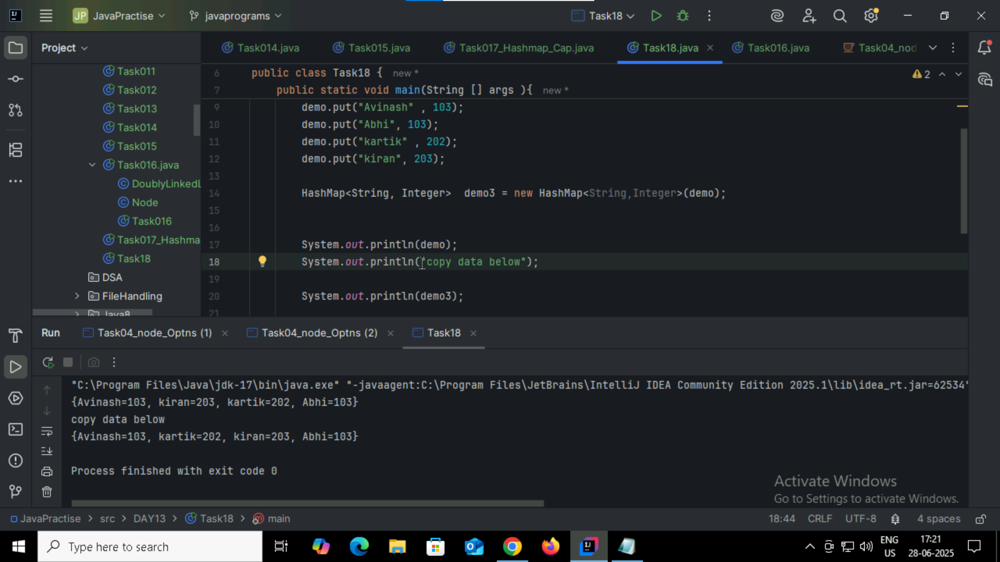 JP JavaPractise
javaprograms
Task18
Project
Task014.java
Task015.java
Task017_Hashmap_Cap.java
Task18.java
Task016.java
Task04_nod
Task011
Task012
Task013
Task014
Task015
Task016.java
DoublyLinkedL
Node
Task016
Task017_Hashma
Task18
DSA
FileHandling
Java8
2
6 public class Task18 { new *
7 public static void main(String [] args ){ new *
9 demo.put("Avinash" , 103);
10 demo.put("Abhi", 103);
11 demo.put("kartik" , 202);
12 demo.put("kiran", 203);
13
14 HashMap<String, Integer>  demo3 = new HashMap<String,Integer>(demo);
15
16
17 System.out.println(demo);
18 System.out.println("copy data below");
19
20 System.out.println(demo3);
21
Run
Task04_node_Optns (1)
Task04_node_Optns (2)
Task18
"C:\Program Files\Java\jdk-17\bin\java.exe" "-javaagent:C:\Program Files\JetBrains\IntelliJ IDEA Community Edition 2025.1\lib\idea_rt.jar=62534"
{Avinash=103, kiran=203, kartik=202, Abhi=103}
copy data below
{Avinash=103, kartik=202, kiran=203, Abhi=103}
Process finished with exit code 0
Activate Windows
Go to Settings to activate Windows.
JavaPractise > src > DAY13 > Task18 > main
18:44 CRLF UTF-8 4 spaces
Type here to search
ENG
US
17:21
28-06-2025